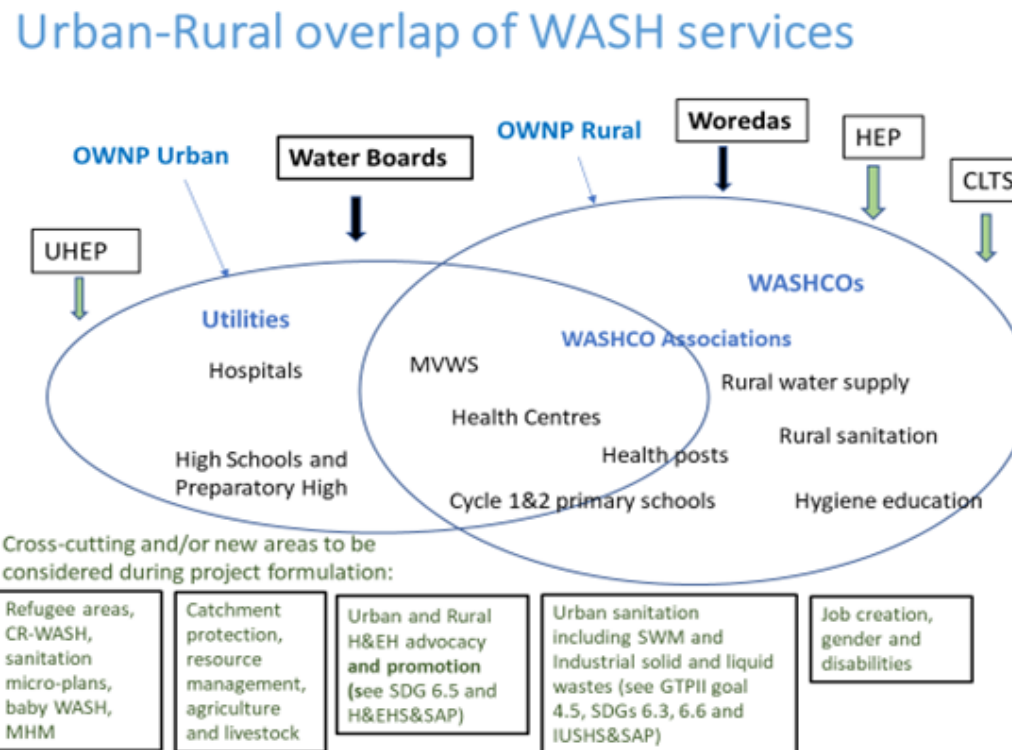 Urban-Rural overlap of WASH services
OWNP Urban
Water Boards
OWNP Rural
Woredas
HEP
CLTS
UHEP
Utilities
Hospitals
High Schools and
Preparatory High
MVWS
Health Centres
Health posts
Cycle 1&2 primary schools
WASHCOs
WASHCO Associations
Rural water supply
Rural sanitation
Hygiene education
Cross-cutting and/or new areas to be
considered during project formulation:
Refugee areas,
CR-WASH,
sanitation
micro-plans,
baby WASH,
MHM
Catchment
protection,
resource
management,
agriculture
and livestock
Urban and Rural
H&EH advocacy
and promotion
(see SDG 6.5 and
H&EHS&SAP)
Urban sanitation
including SWM and
Industrial solid and liquid
wastes (see GTPII goal
4.5, SDGs 6.3, 6.6 and
IUSHS&SAP)
Job creation,
gender and
disabilities